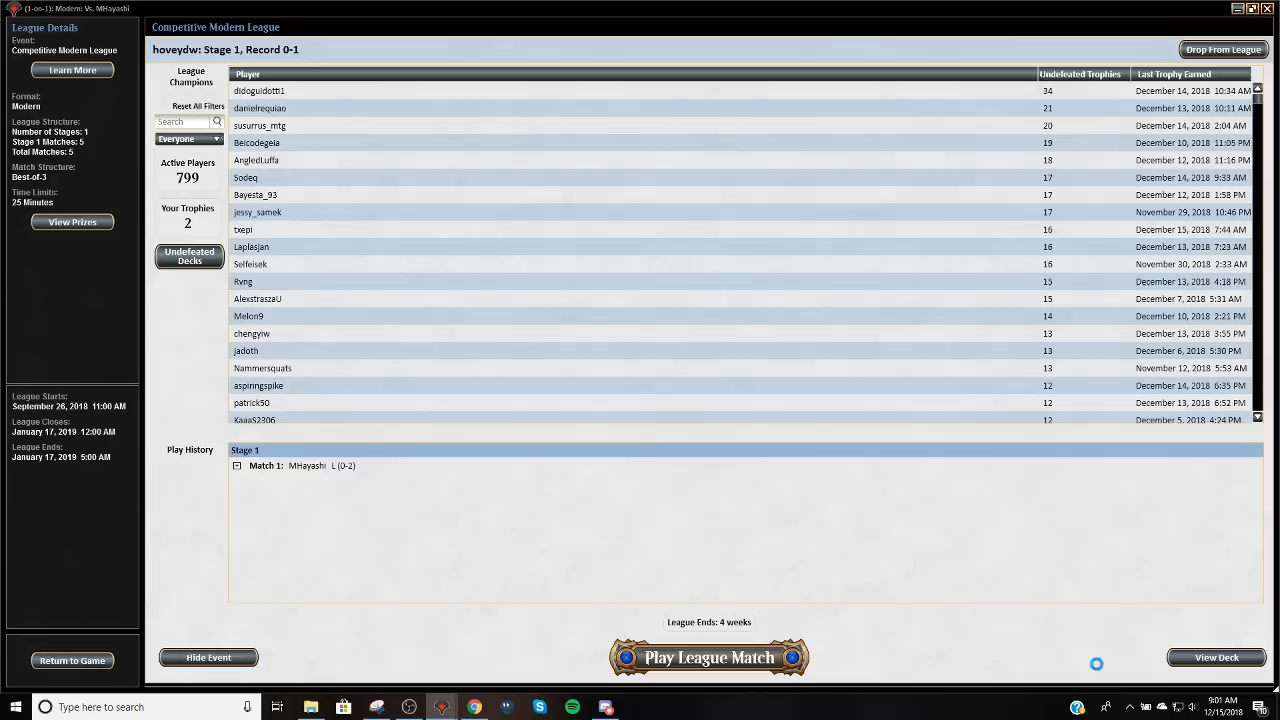 (1-on-1): Modern: Vs. MHayashi
League Details
Event:
Competitive Modern League
Learn More
Format:
Modern
League Structure:
Number of Stages: 1
Stage 1 Matches: 5
Total Matches: 5
Match Structure:
Best-of-3
Time Limits:
25 Minutes
View Prizes
League Starts:
September 26, 2018 11:00 AM
League Closes:
January 17, 2019 12:00 AM
League Ends:
January 17, 2019 5:00 AM
Return to Game
Competitive Modern League
hoveydw: Stage 1, Record 0-1
Drop From League
League
Champions
Reset All Filters
Search
Everyone
Active Players
799
Your Trophies
2
Undefeated
Decks
Player Undefeated Trophies Last Trophy Earned
didoguidotti1 34 December 14, 2018 10:34 AM
danielrequiao 21 December 13, 2018 10:11 AM
susurrus_mtg 20 December 14, 2018 2:04 AM
Beicodegeia 19 December 10, 2018 11:05 PM
AngledLuffa 18 December 12, 2018 11:16 PM
Sodeq 17 December 14, 2018 9:33 AM
Bayesta_93 17 December 12, 2018 1:58 PM
jessy_samek 17 November 29, 2018 10:46 PM
txepi 16 December 15, 2018 7:44 AM
Laplasjan 16 December 13, 2018 7:23 AM
Selfeisek 16 November 30, 2018 2:33 AM
Rvng 15 December 13, 2018 4:18 PM
AlexstraszaU 15 December 7, 2018 5:31 AM
Melon9 14 December 10, 2018 2:21 PM
chengyiw 13 December 13, 2018 3:55 PM
Jadoth 13 December 6, 2018 5:30 PM
Nammersquats 13 November 12, 2018 5:53 AM
aspiringspike 12 December 14, 2018 6:35 PM
patrick50 12 December 13, 2018 6:52 PM
KaaaS2306 12 December 5, 2018 4:24 PM
Play History
Stage 1
Match 1: MHayashi L (0-2)
League Ends: 4 weeks
Hide Event
Play League Match
View Deck
Type here to search
9:01 AM
12/15/2018
10